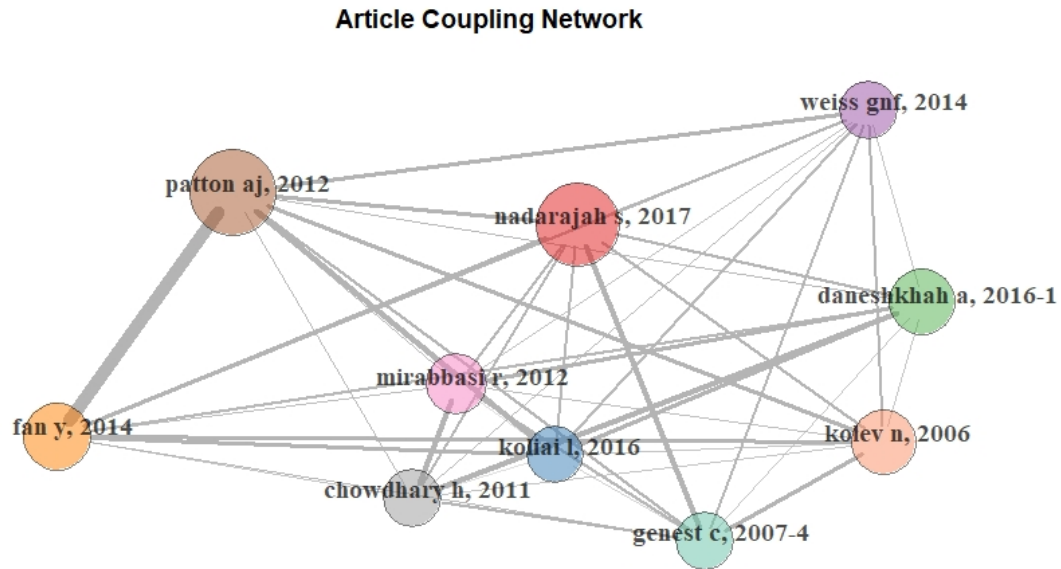 Article Coupling Network
weiss gnf, 2014
patton aj, 2012
nadarajah s, 2017
daneshkhah a, 2016-1
mirabbasi r, 2012
fan y, 2014
kolev n, 2006
koliai l, 2016
chowdhary h, 2011
genest c, 2007-4